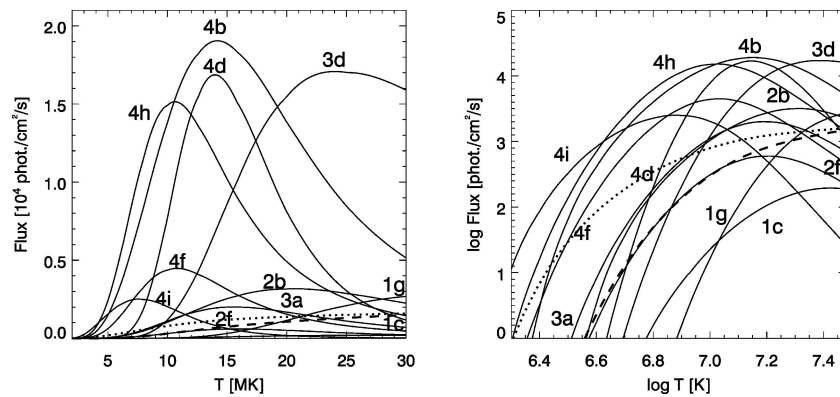 2.0
1.5
1.0
0.5
0.0
Flux [10⁴ phot./cm²/s]
5 10 15 20 25 30
T [MK]
4b
4d
3d
4h
4f
4i
2b
3a
2f
1g
1c
5
4
3
2
1
0
log Flux [phot./cm²/s]
6.4 6.6 6.8 7.0 7.2 7.4
log T [K]
4h
4b
3d
2b
4i
4d
2f
4f
1g
1c
3a